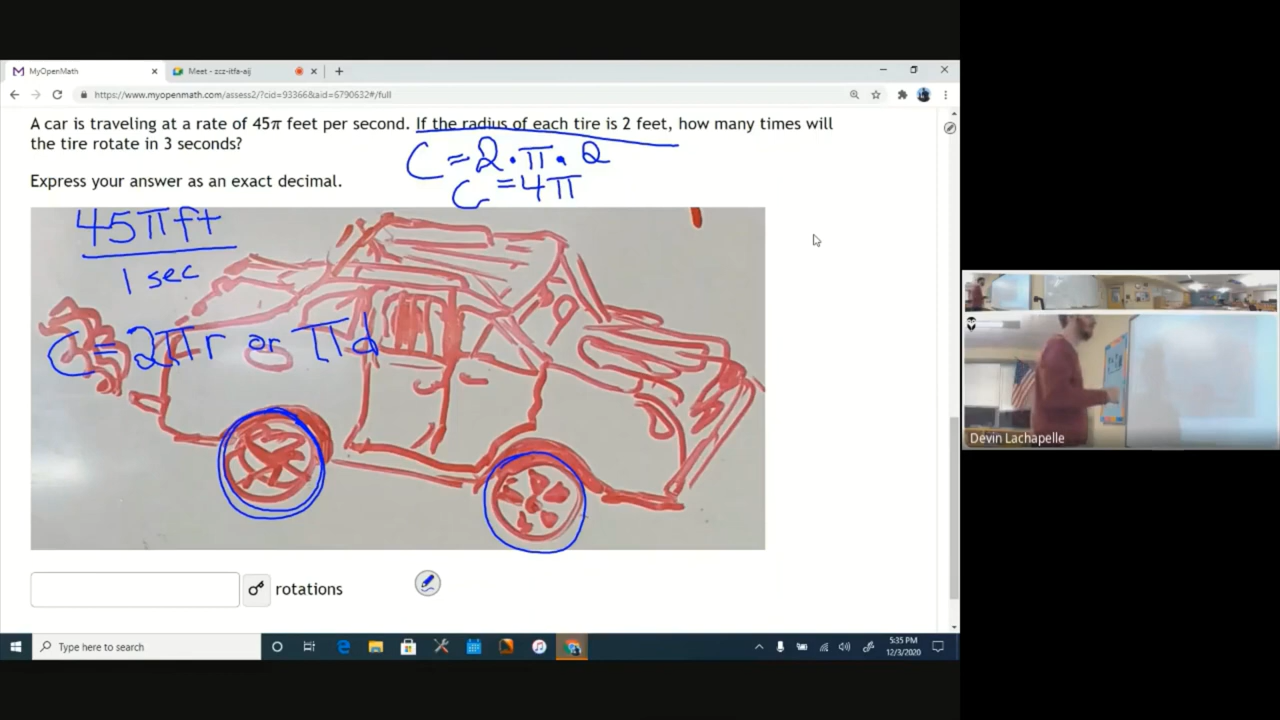 MyOpenMath
Meet - zcz-itfa-aij
https://www.myopenmath.com/assess2/?cid=93366&aid=6790632#/full
A car is traveling at a rate of 45π feet per second. If the radius of each tire is 2 feet, how many times will
the tire rotate in 3 seconds?
C = 2 · π · 2
C = 4π
Express your answer as an exact decimal.
45πft
1 sec
C = 2πr or πd
rotations
Devin Lachapelle
Type here to search
5:35 PM
12/3/2020